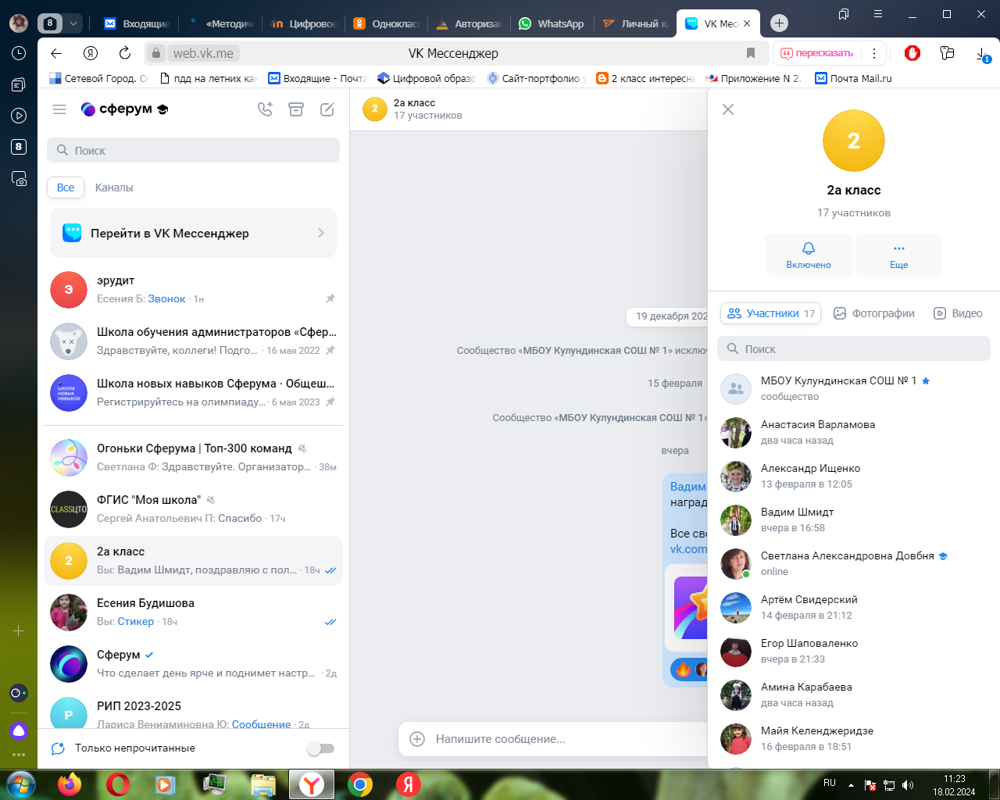 8
Входящие
«Методич
Цифровое
Однокласс
Авторизац
WhatsApp
Личный ка
VK Мес
web.vk.me
VK Мессенджер
пересказать
1
8
Сетевой Город. О
пдд на летних кан
Входящие - Почта
Цифровой образо
Сайт-портфолио у
2 класс интересны
Приложение N 2.
Почта Mail.ru
сферум
Поиск
Все
Каналы
Перейти в VK Мессенджер
Э
эрудит
Есения Б: Звонок · 1н
Школа обучения администраторов «Сфер...
Здравствуйте, коллеги! Подго... · 16 мая 2022
школа
новых
навыков
Школа новых навыков Сферума · Общеш...
Регистрируйтесь на олимпиаду... · 6 мая 2023
Огоньки Сферума | Топ-300 команд
Светлана Ф: Здравствуйте. Организатор... · 38м
CLASSЦТО
ФГИС "Моя школа"
Сергей Анатольевич П: Спасибо · 17ч
2
2а класс
Вы: Вадим Шмидт, поздравляю с пол... · 18ч
Есения Будишова
Вы: Стикер · 18ч
Сферум
Что сделает день ярче и поднимет настр... · 2д
Р
РИП 2023-2025
Лариса Вениаминовна Ю: Сообщение · 2д
Только непрочитанные
2
2а класс
17 участников
19 декабря 202
Сообщество «МБОУ Кулундинская СОШ № 1» исключ
15 февраля
Сообщество «МБОУ Кулундинская СОШ № 1»
вчера
Вадим
наград
Все сво
vk.com
Напишите сообщение...
2
2а класс
17 участников
Включено
Еще
Участники 17
Фотографии
Видео
Поиск
МБОУ Кулундинская СОШ № 1
сообщество
Анастасия Варламова
два часа назад
Александр Ищенко
13 февраля в 12:05
Вадим Шмидт
вчера в 16:58
Светлана Александровна Довбня
online
Артём Свидерский
14 февраля в 21:12
Егор Шаповаленко
вчера в 21:33
Амина Карабаева
два часа назад
Майя Келенджеридзе
16 февраля в 18:51
RU
11:23
18.02.2024